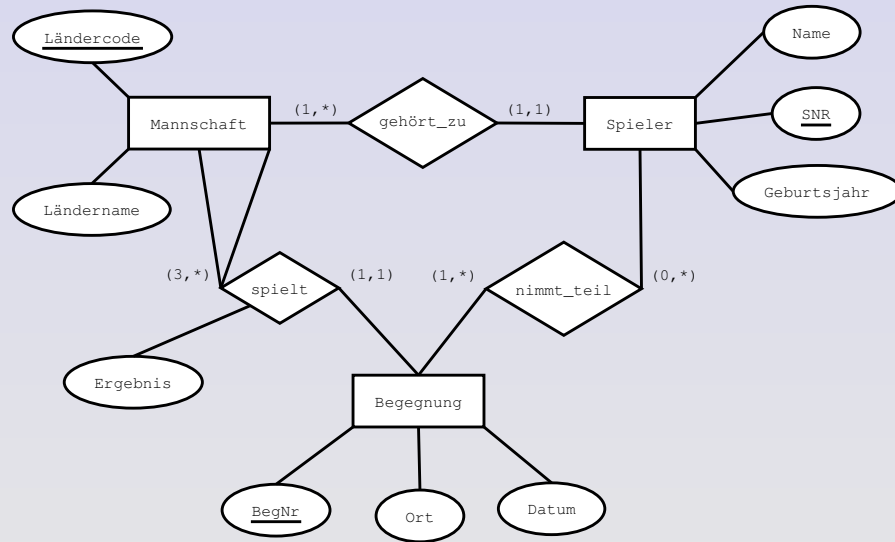 Ländercode
Name
(1,*)
(1,1)
Mannschaft
gehört_zu
Spieler
SNR
Ländername
Geburtsjahr
(3,*)
(1,1)
(1,*)
(0,*)
spielt
nimmt_teil
Ergebnis
Begegnung
BegNr
Ort
Datum